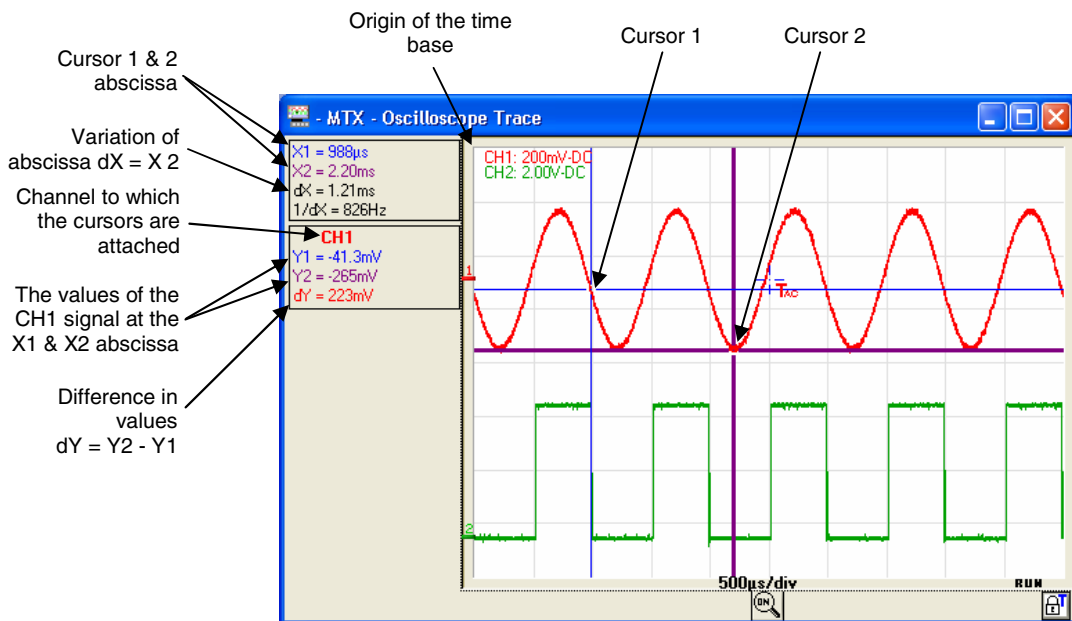 Origin of the time
base
Cursor 1
Cursor 2
Cursor 1 & 2
abscissa
- MTX - Oscilloscope Trace
Variation of
abscissa dX = X 2
X1 = 988µs
X2 = 2.20ms
dX = 1.21ms
1/dX = 826Hz
CH1: 200mV-DC
CH2: 2.00V-DC
Channel to which
the cursors are
attached
CH1
Y1 = -41.3mV
Y2 = -265mV
dY = 223mV
1
TAC
The values of the
CH1 signal at the
X1 & X2 abscissa
Difference in
values
dY = Y2 - Y1
2
500µs/div
RUN
ON
T